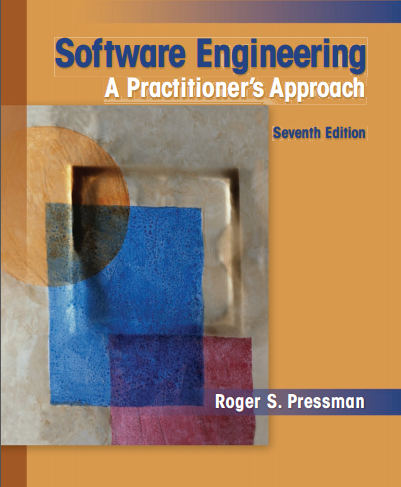 Software Engineering
A Practitioner's Approach
Seventh Edition
Roger S. Pressman